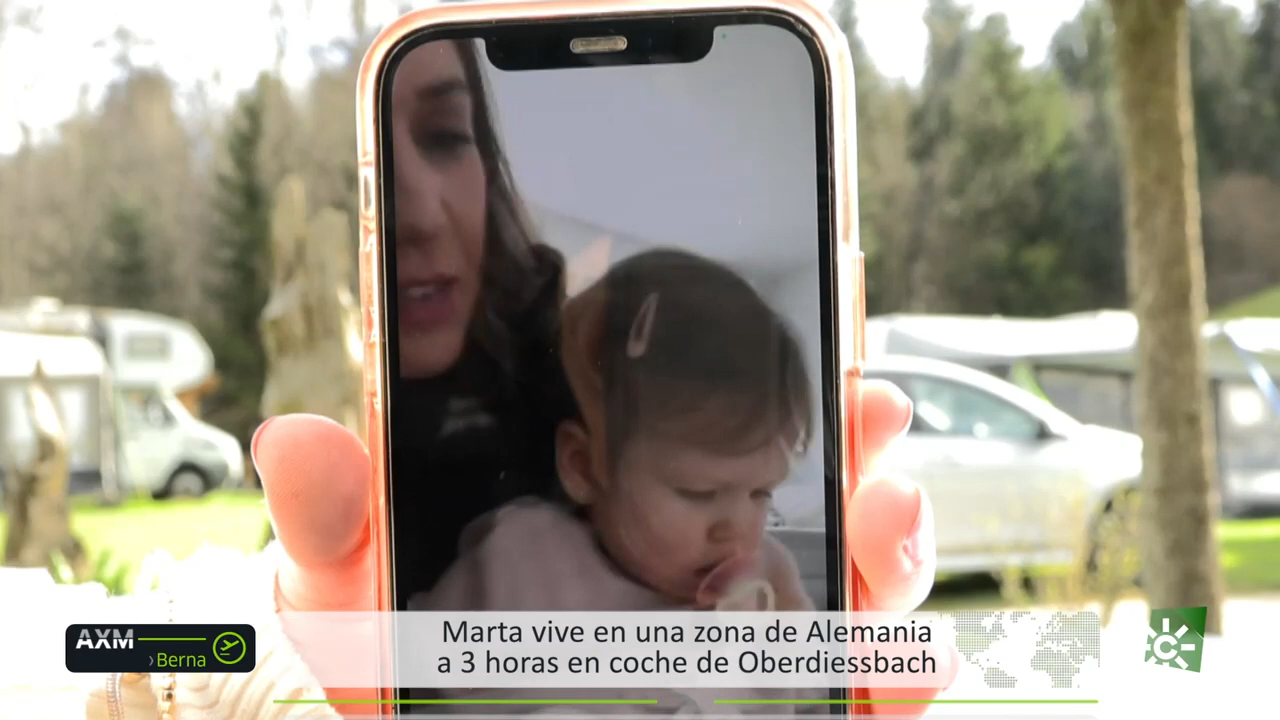 AXM
Berna
Marta vive en una zona de Alemania
a 3 horas en coche de Oberdiessbach